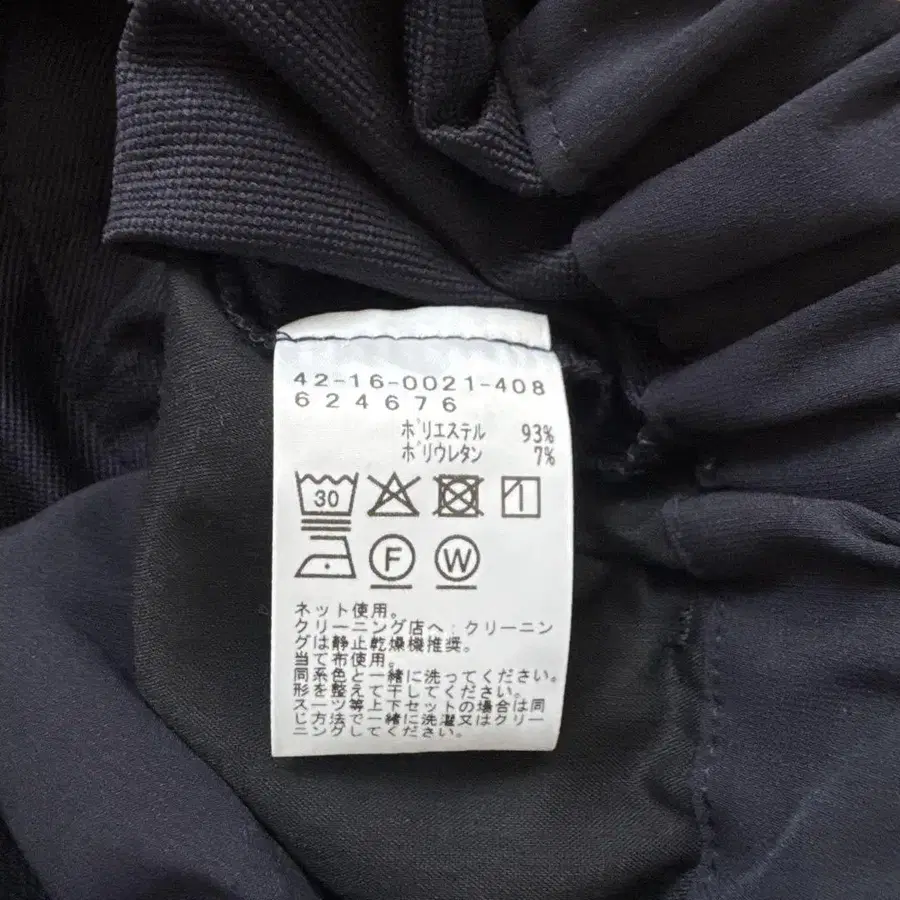 42-16-0021-408
624676
ポリエステル 93%
ポリウレタン 7%
30
F W
ネット使用。
クリーニング店へ:クリーニン
グは静止乾燥機推奨。
当て布使用。
同系色と一緒に洗ってください。
形を整えて干してください。
スーツ等上下セットの場合は同
じ方法で一緒に洗濯又はクリー
ニングしてください。